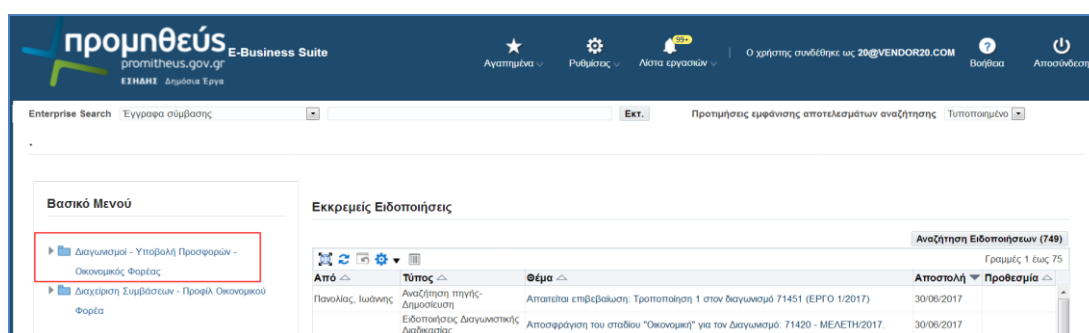 προμηθεύς
promitheus.gov.gr
ΕΣΗΔΗΣ Δημόσια Έργα
E-Business Suite
Αγαπημένα
Ρυθμίσεις
99+
Λίστα εργασιών
Ο χρήστης συνδέθηκε ως 20@VENDOR20.COM
Βοήθεια
Αποσύνδεση
Enterprise Search Έγγραφα σύμβασης Εκτ. Προτιμήσεις εμφάνισης αποτελεσμάτων αναζήτησης Τυποποιημένο
Βασικό Μενού
Διαγωνισμοί - Υποβολή Προσφορών -
Οικονομικός Φορέας
Διαχείριση Συμβάσεων - Προφίλ Οικονομικού
Φορέα
Εκκρεμείς Ειδοποιήσεις
Αναζήτηση Ειδοποιήσεων (749)
Γραμμές 1 έως 75
Από Τύπος Θέμα Αποστολή Προθεσμία
Πανολίας, Ιωάννης Αναζήτηση πηγής-
Δημοσίευση
Απαιτείται επιβεβαίωση: Τροποποίηση 1 στον διαγωνισμό 71451 (ΕΡΓΟ 1/2017) 30/06/2017
Ειδοποιήσεις Διαγωνιστικής
Διαδικασίας
Αποσφράγιση του σταδίου "Οικονομική" για τον Διαγωνισμό: 71420 - ΜΕΛΕΤΗ/2017. 30/06/2017